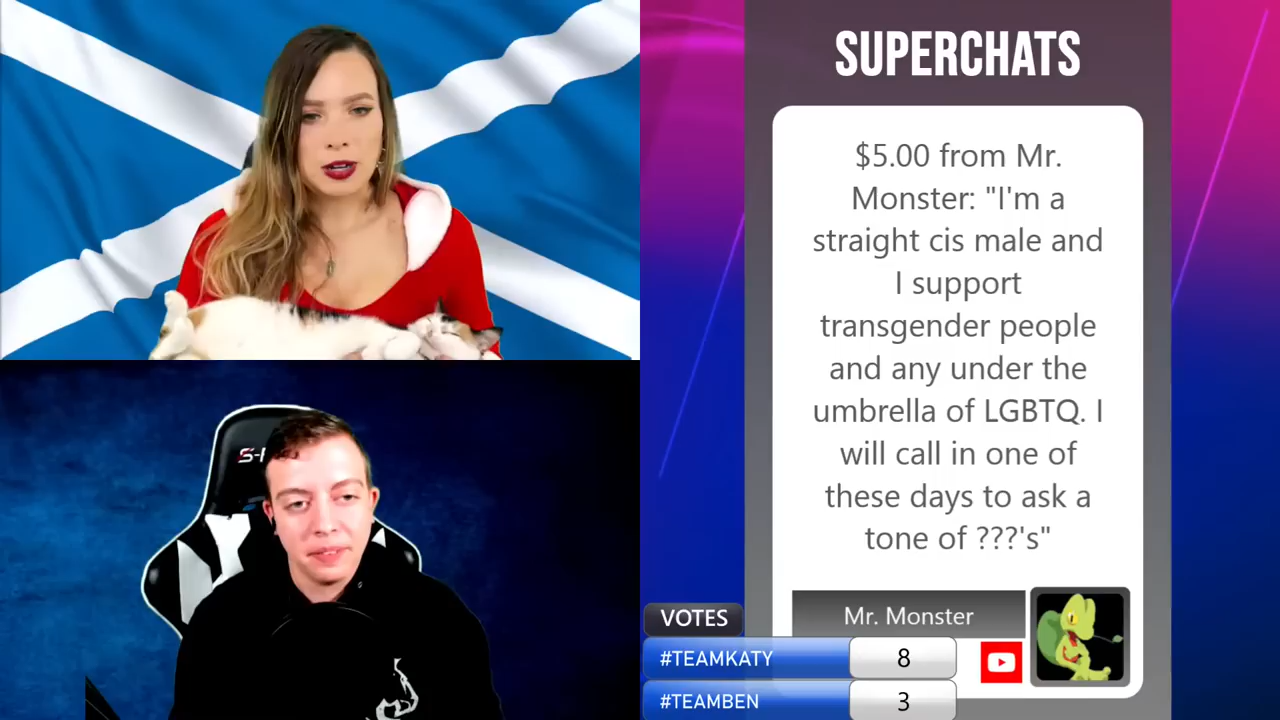 SUPERCHATS
$5.00 from Mr.
Monster: "I'm a
straight cis male and
I support
transgender people
and any under the
umbrella of LGBTQ. I
will call in one of
these days to ask a
tone of ???'s"
Mr. Monster
VOTES
#TEAMKATY 8
#TEAMBEN 3